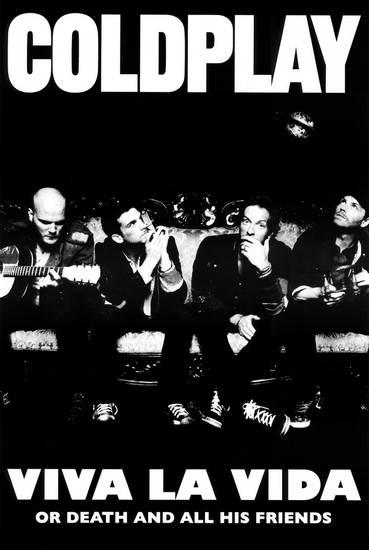 COLDPLAY
VIVA LA VIDA
OR DEATH AND ALL HIS FRIENDS